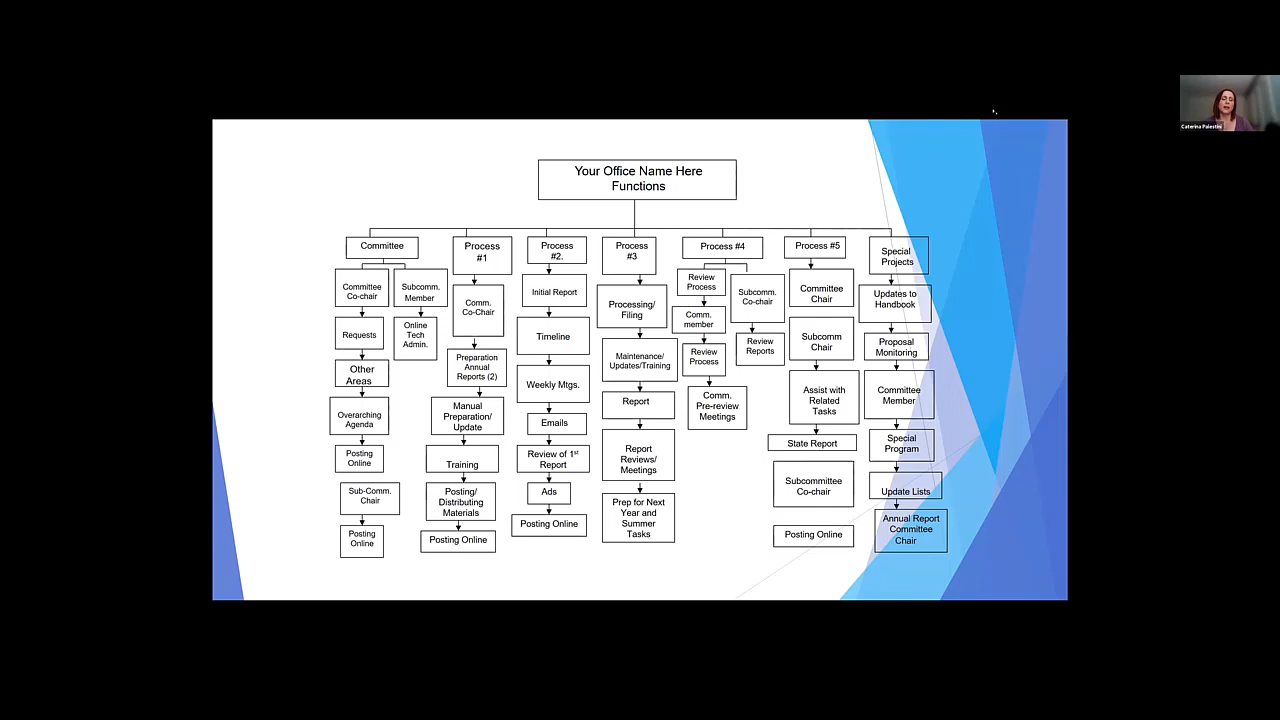 Your Office Name Here
Functions
Committee
Committee
Co-chair
Requests
Other
Areas
Overarching
Agenda
Posting
Online
Sub-Comm.
Chair
Posting
Online
Subcomm.
Member
Online
Tech
Admin.
Process
#1
Comm.
Co-Chair
Preparation
Annual
Reports (2)
Manual
Preparation/
Update
Training
Posting/
Distributing
Materials
Posting Online
Process
#2.
Initial Report
Timeline
Weekly Mtgs.
Emails
Review of 1st
Report
Ads
Posting Online
Process
#3
Processing/
Filing
Maintenance/
Updates/Training
Report
Report
Reviews/
Meetings
Prep for Next
Year and
Summer
Tasks
Process #4
Review
Process
Comm.
member
Review
Process
Comm.
Pre-review
Meetings
Subcomm.
Co-chair
Review
Reports
Process #5
Committee
Chair
Subcomm
Chair
Assist with
Related
Tasks
State Report
Subcommittee
Co-chair
Posting Online
Special
Projects
Updates to
Handbook
Proposal
Monitoring
Committee
Member
Special
Program
Update Lists
Annual Report
Committee
Chair
Caterina Palestini